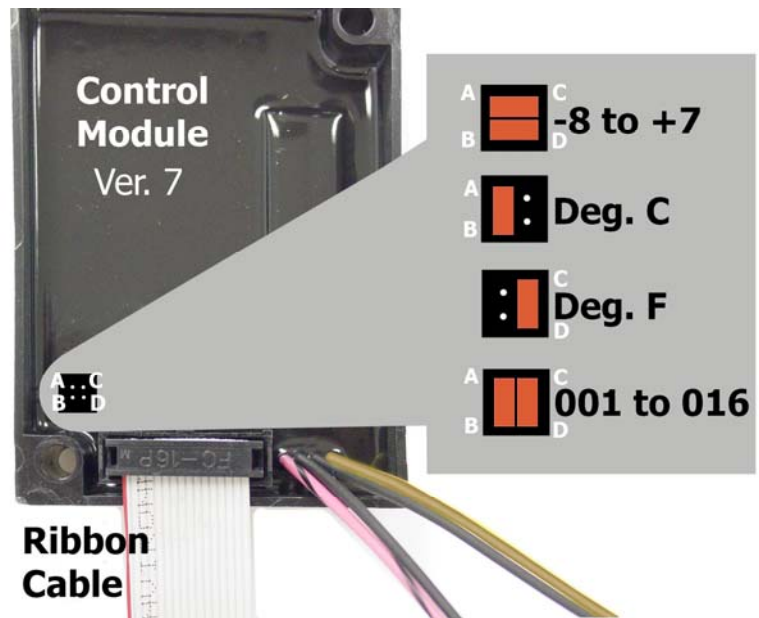 Control
Module
Ver. 7
A C
B D
-8 to +7
A
B
Deg. C
C
D
Deg. F
A C
B D
001 to 016
A C
B D
FC-16P
M
Ribbon
Cable